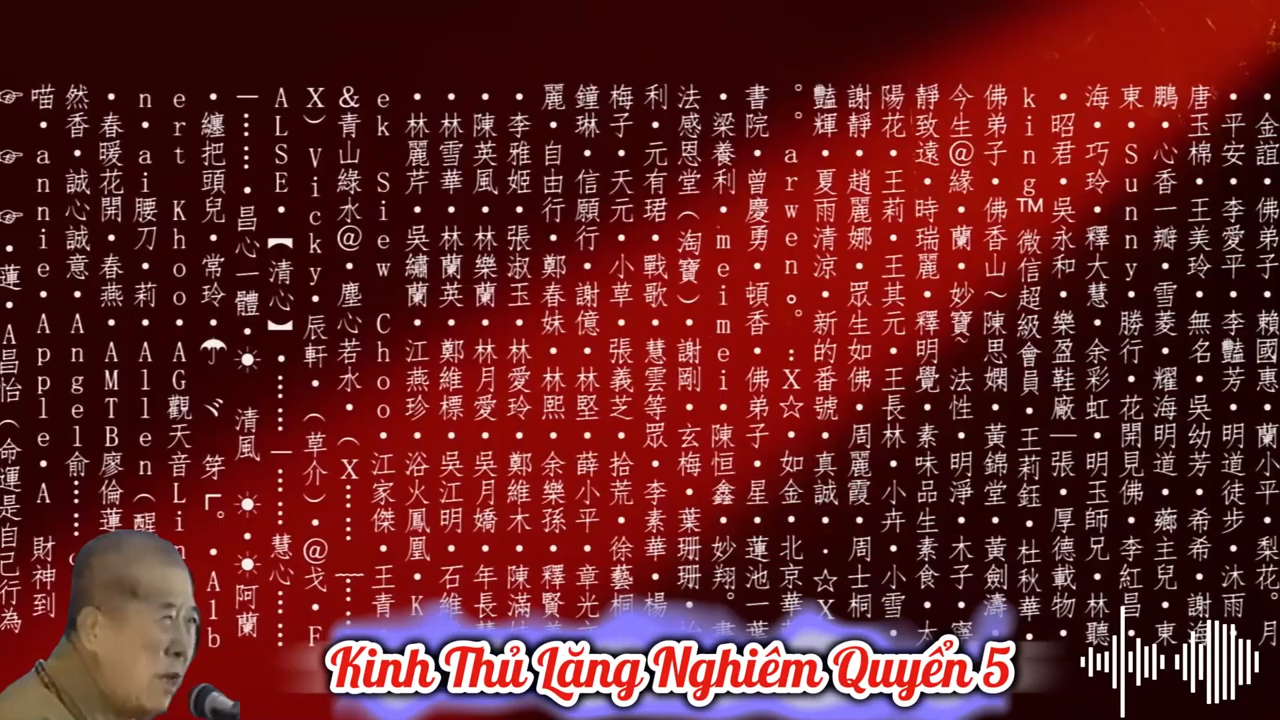 ・金誼・佛弟子・賴國惠・蘭小平・梨花。月
・平安・李愛平・李豔芳・明道徒步・沐雨・
唐玉棉・王美玲・無名・吳幼芳・希希・謝海
鵬・心香一瓣・雪菱・耀海明道・薌主兒・東
東・Sunny・勝行・花開見佛・李紅昌・
海・巧玲・釋大慧・余彩虹・明玉師兄・林聽
・昭君・吳永和・樂盈鞋廠—張・厚德載物・
king™微信超級會員・王莉鈺・杜秋華・
佛弟子・佛香山～陳思嫻・黃錦堂・黃劍濤・
今生@緣・蘭・妙寶~ 法性・明淨・木子・寧
靜致遠・時瑞麗・釋明覺・素味品生素食・太
陽花・王莉・王其元・王長林・小卉・小雪・
謝靜・趙麗娜・眾生如佛・周麗霞・周士桐・
豔輝・夏雨清涼・新的番號・真誠・.☆X
。。arwen。。:X☆・如金・北京華
書院・曾慶勇・頓香・佛弟子・星・蓮池一葉
・梁養利・meimei・陳恒鑫・妙翔。書
法感恩堂（淘寶）・謝剛・玄梅・葉珊珊・
利・元有珺・戰歌・慧雲等眾・李素華・楊
梅子・天元・小草・張義芝・拾荒・徐藝桐
鐘琳・信願行・謝億・林堅・薛小平・章光
麗・自由行・鄭春妹・林熙・余樂孫・釋賢
・李雅姬・張淑玉・林愛玲・鄭維木・陳滿
・陳英風・林樂蘭・林月愛・吳月嬌・年長
・林雪華・林蘭英・鄭維標・吳江明・石維
・林麗芹・吳繡蘭・江燕珍・浴火鳳凰・K
ek Siew Choo・江家傑・王青
&青山綠水@・塵心若水・（X……
X）Vicky・辰軒・（草介）・@戈・F
ALSE・【清心】・……—……慧心……
—……・昌心一體・☀ 清風 ☀・☀阿蘭
・纏把頭兒・常玲・☂ヾ 笌┏。・Alb
ert Khoo・AG觀天音Lin
n・ai腰刀・莉・Allen（醒
・春暖花開・春燕・AMTB廖倫蓮
然香・誠心誠意・Angel俞……
喵・annie・Apple・A 財神到
☞ ☞ ☞・蓮・A昌怡（命運是自己行為
Kinh Thủ Lăng Nghiêm Quyển 5